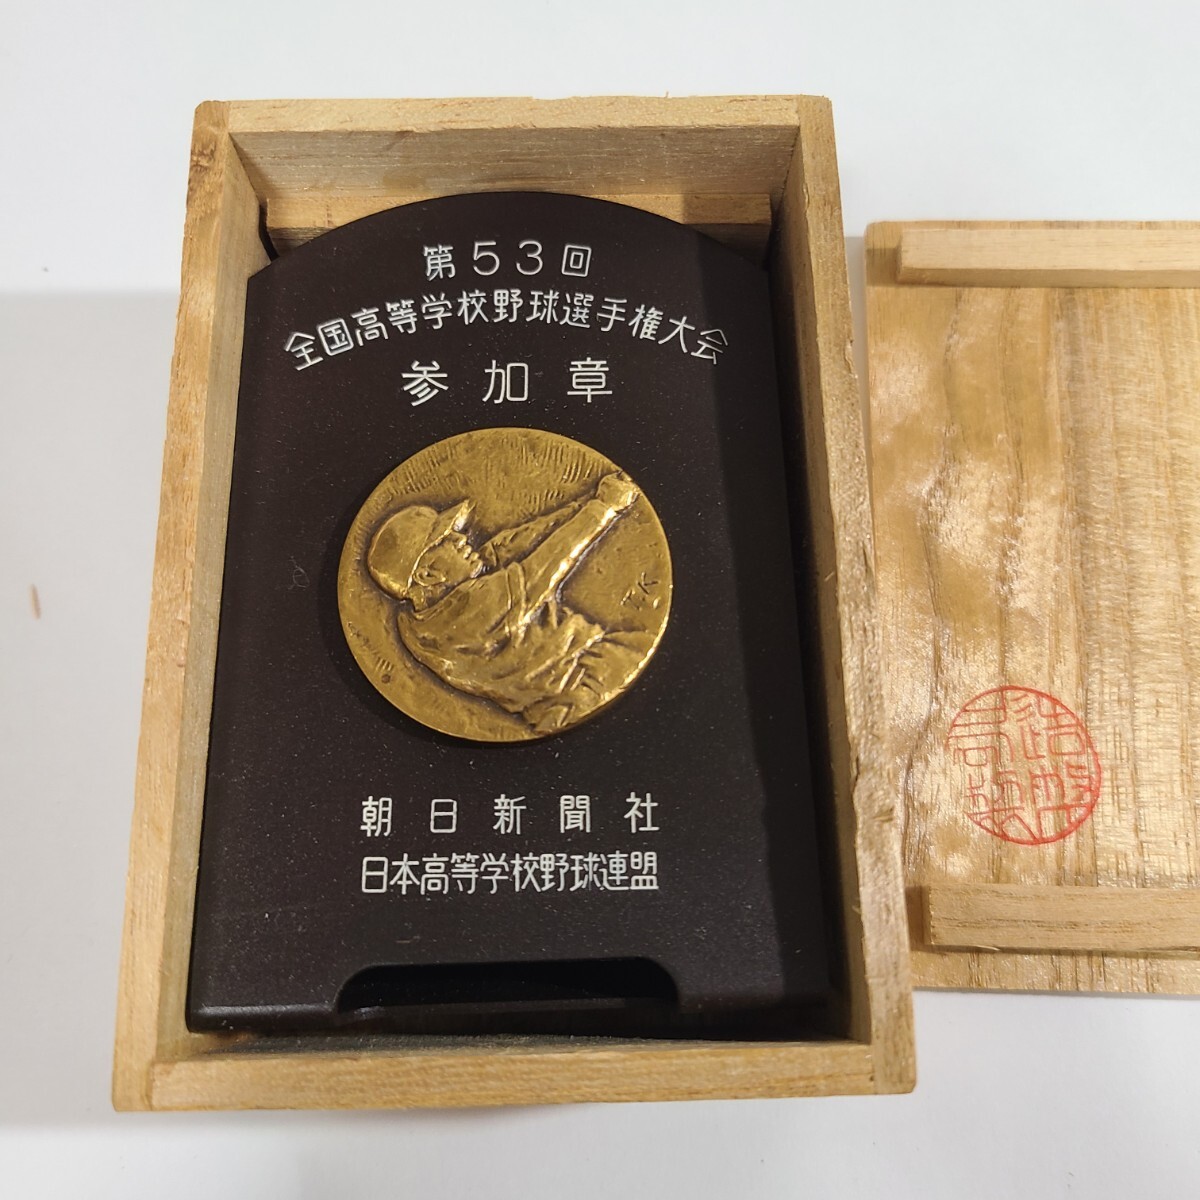 第53回
全国高等学校野球選手権大会
参加章
T.K
朝日新聞社
日本高等学校野球連盟